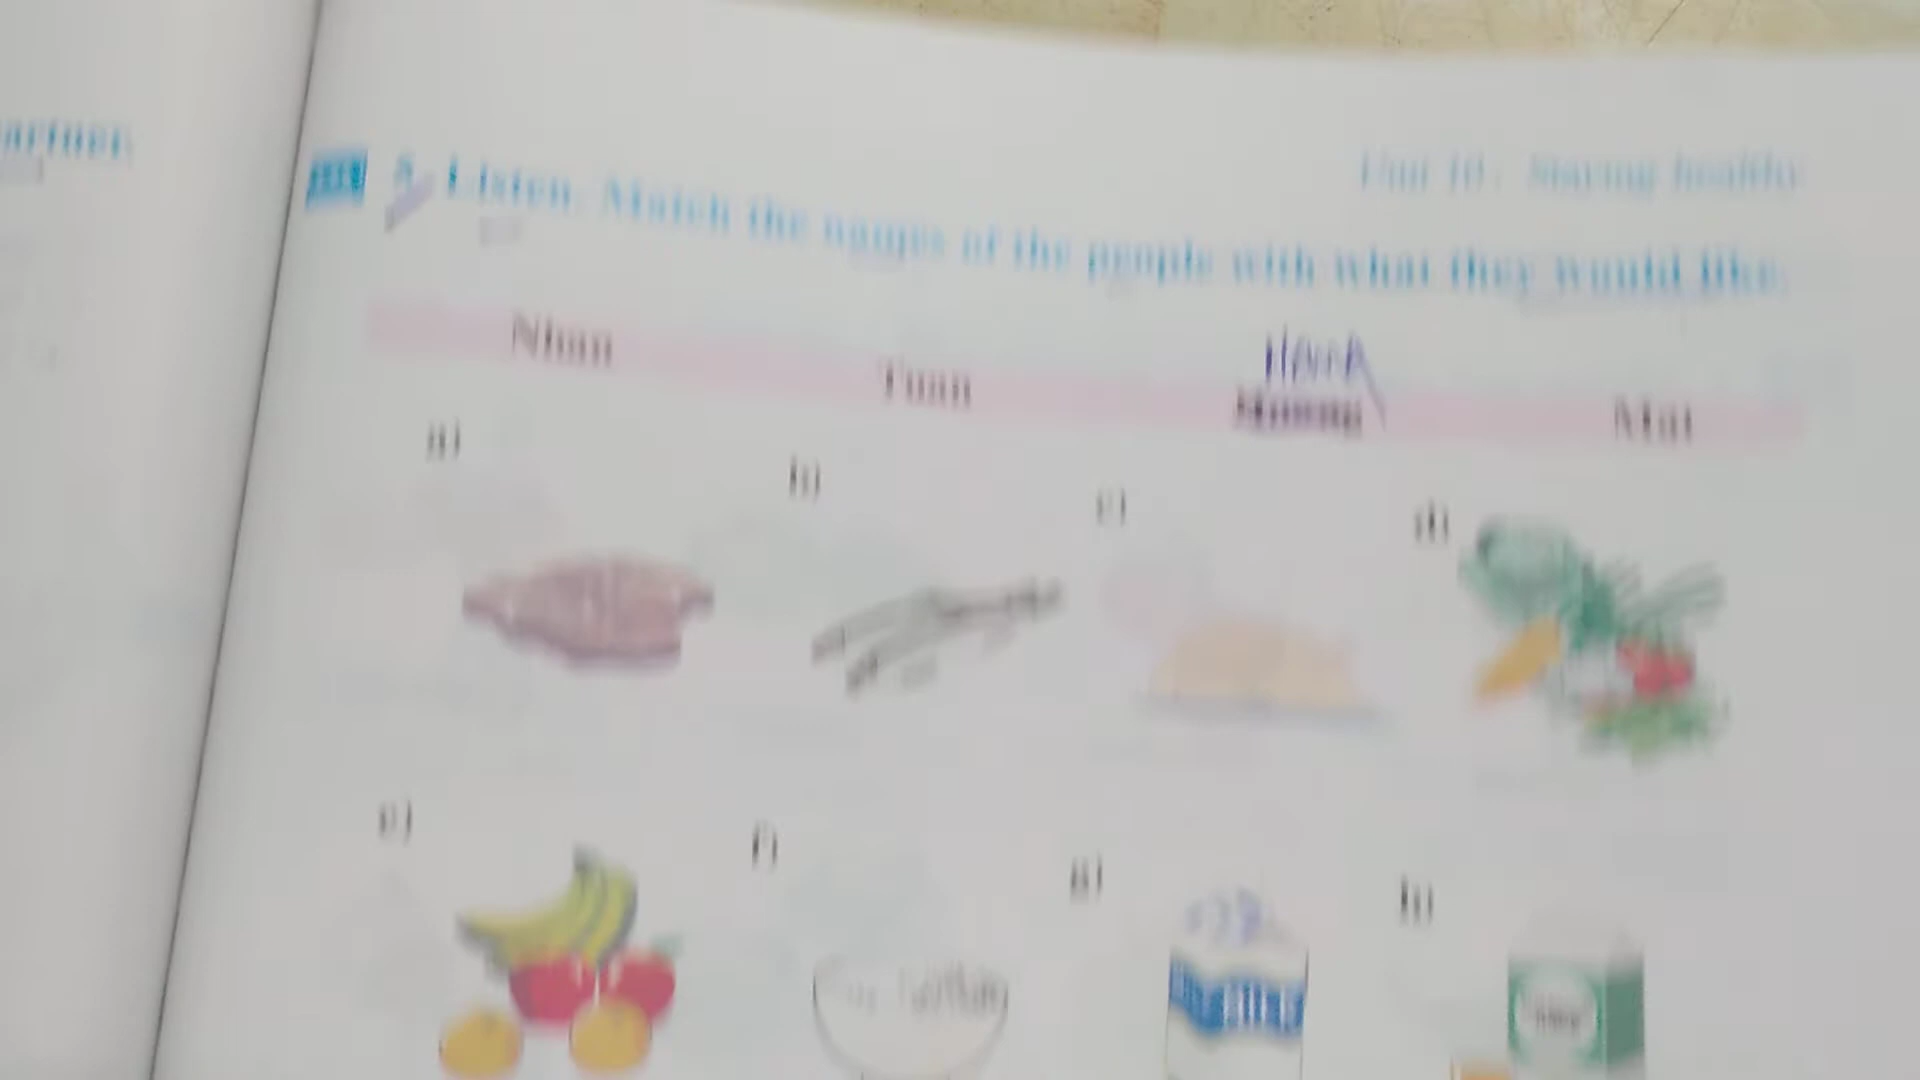 artner.
Unit 10 : Staying healthy
5. Listen. Match the names of the people with what they would like.
Nhan Tuan Huong Mai
a) b) c) d)
e) f) g) h)